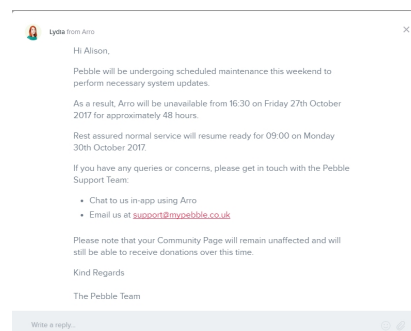 Lydia from Arro
Hi Alison,
Pebble will be undergoing scheduled maintenance this weekend to
perform necessary system updates.
As a result, Arro will be unavailable from 16:30 on Friday 27th October
2017 for approximately 48 hours.
Rest assured normal service will resume ready for 09:00 on Monday
30th October 2017.
If you have any queries or concerns, please get in touch with the Pebble
Support Team:
• Chat to us in-app using Arro
• Email us at support@mypebble.co.uk
Please note that your Community Page will remain unaffected and will
still be able to receive donations over this time.
Kind Regards
The Pebble Team
Write a reply...